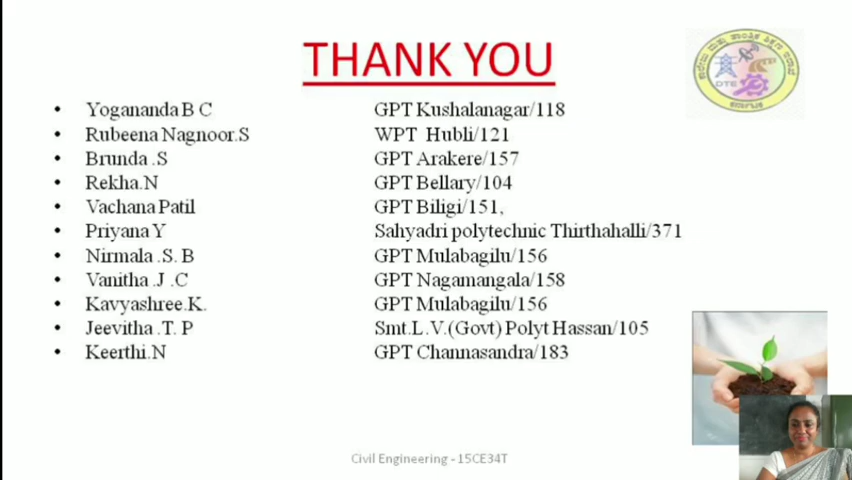 THANK YOU
• Yogananda B C GPT Kushalanagar/118
• Rubeena Nagnoor.S WPT Hubli/121
• Brunda .S GPT Arakere/157
• Rekha.N GPT Bellary/104
• Vachana Patil GPT Biligi/151,
• Priyana Y Sahyadri polytechnic Thirthahalli/371
• Nirmala .S. B GPT Mulabagilu/156
• Vanitha .J .C GPT Nagamangala/158
• Kavyashree.K. GPT Mulabagilu/156
• Jeevitha .T. P Smt.L.V.(Govt) Polyt Hassan/105
• Keerthi.N GPT Channasandra/183
DTE
Civil Engineering - 15CE34T